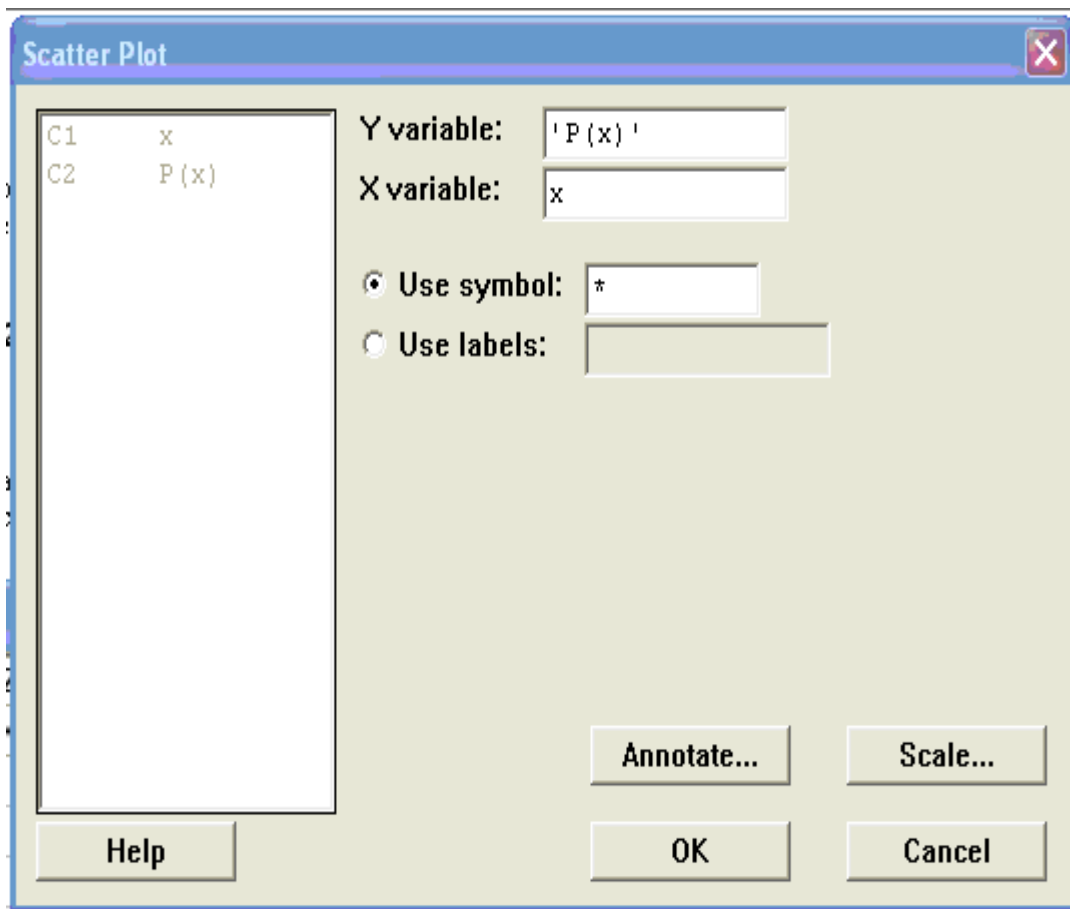 Scatter Plot
C1 x
C2 P(x)
Y variable: 'P(x)'
X variable: x
Use symbol: *
Use labels:
Annotate... Scale...
Help OK Cancel